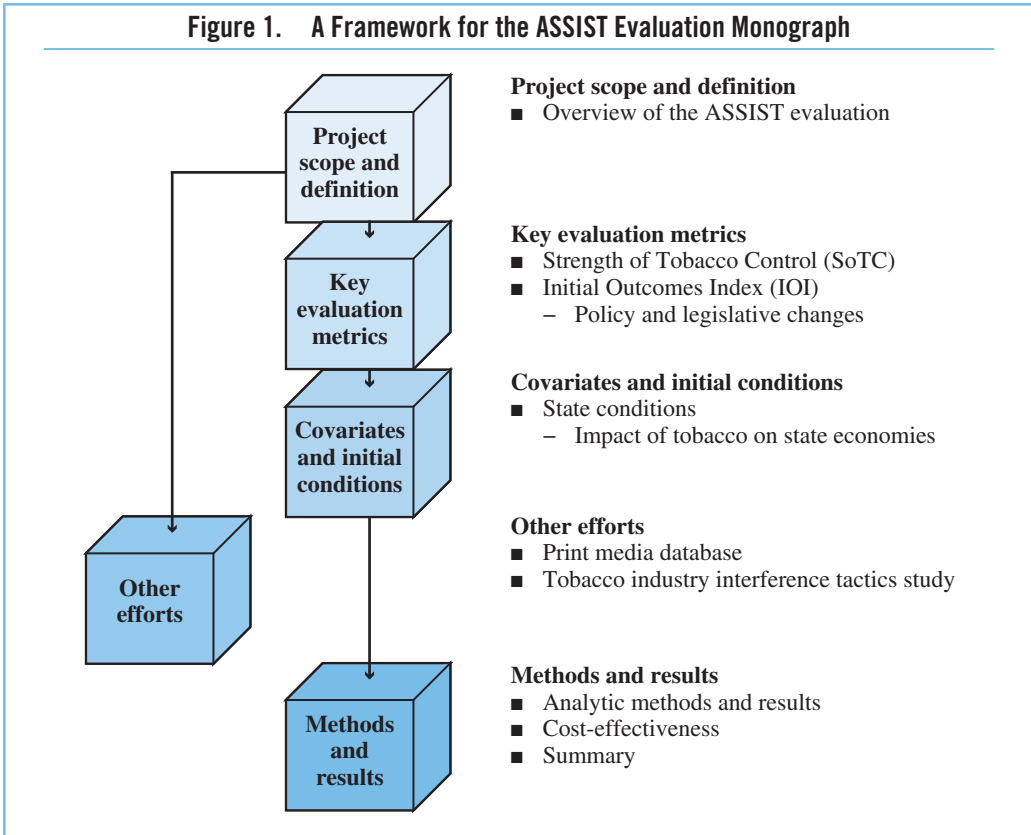 Figure 1. A Framework for the ASSIST Evaluation Monograph
Project
scope and
definition
Key
evaluation
metrics
Covariates
and initial
conditions
Other
efforts
Methods
and
results
Project scope and definition
■ Overview of the ASSIST evaluation
Key evaluation metrics
■ Strength of Tobacco Control (SoTC)
■ Initial Outcomes Index (IOI)
– Policy and legislative changes
Covariates and initial conditions
■ State conditions
– Impact of tobacco on state economies
Other efforts
■ Print media database
■ Tobacco industry interference tactics study
Methods and results
■ Analytic methods and results
■ Cost-effectiveness
■ Summary